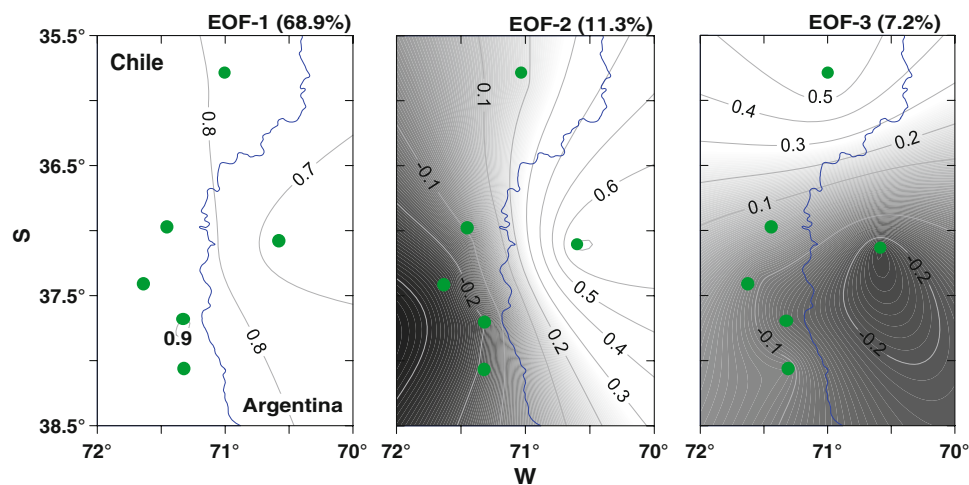 EOF-1 (68.9%)
EOF-2 (11.3%)
EOF-3 (7.2%)
35.5°
36.5°
37.5°
38.5°
S
Chile
0.8
0.7
0.9
0.8
Argentina
0.1
-0.1
0.6
-0.2
0.5
0.2
0.4
0.3
0.5
0.4
0.3
0.2
0.1
-0.2
-0.1
-0.2
72° 71° 70°
72° 71° 70°
72° 71° 70°
W